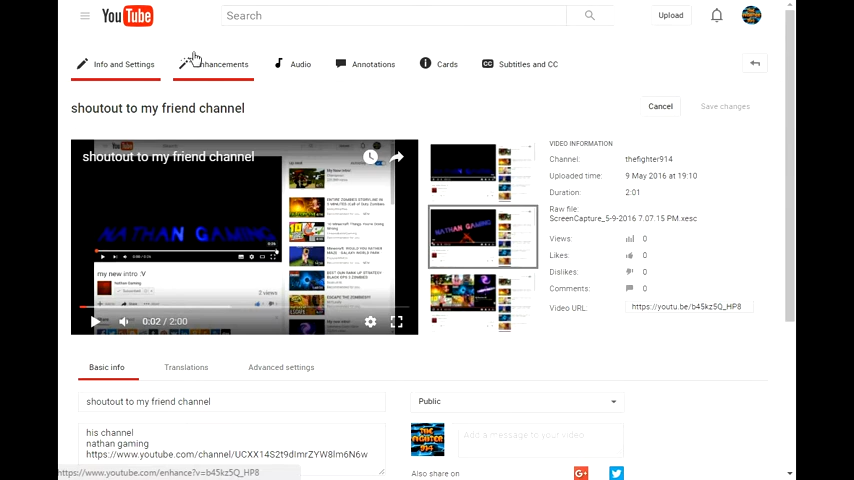 YouTube
Search
Upload
Info and Settings
Enhancements
Audio
Annotations
Cards
CC
Subtitles and CC
shoutout to my friend channel
Cancel
Save changes
shoutout to my friend channel
NATHAN GAMING
my new intro :V
Nathan Gaming
2 views
0:02 / 2:00
VIDEO INFORMATION
Channel: thefighter914
Uploaded time: 9 May 2016 at 19:10
Duration: 2:01
Raw file:
ScreenCapture_5-9-2016 7.07.15 PM.xesc
Views: 0
Likes: 0
Dislikes: 0
Comments: 0
Video URL: https://youtu.be/b45kz5Q_HP8
Basic info
Translations
Advanced settings
shoutout to my friend channel
Public
his channel
nathan gaming
https://www.youtube.com/channel/UCXX14S2t9dImrZYW8lm6N6w
THE FIGHTER 914
Add a message to your video
Also share on
G+
https://www.youtube.com/enhance?v=b45kz5Q_HP8